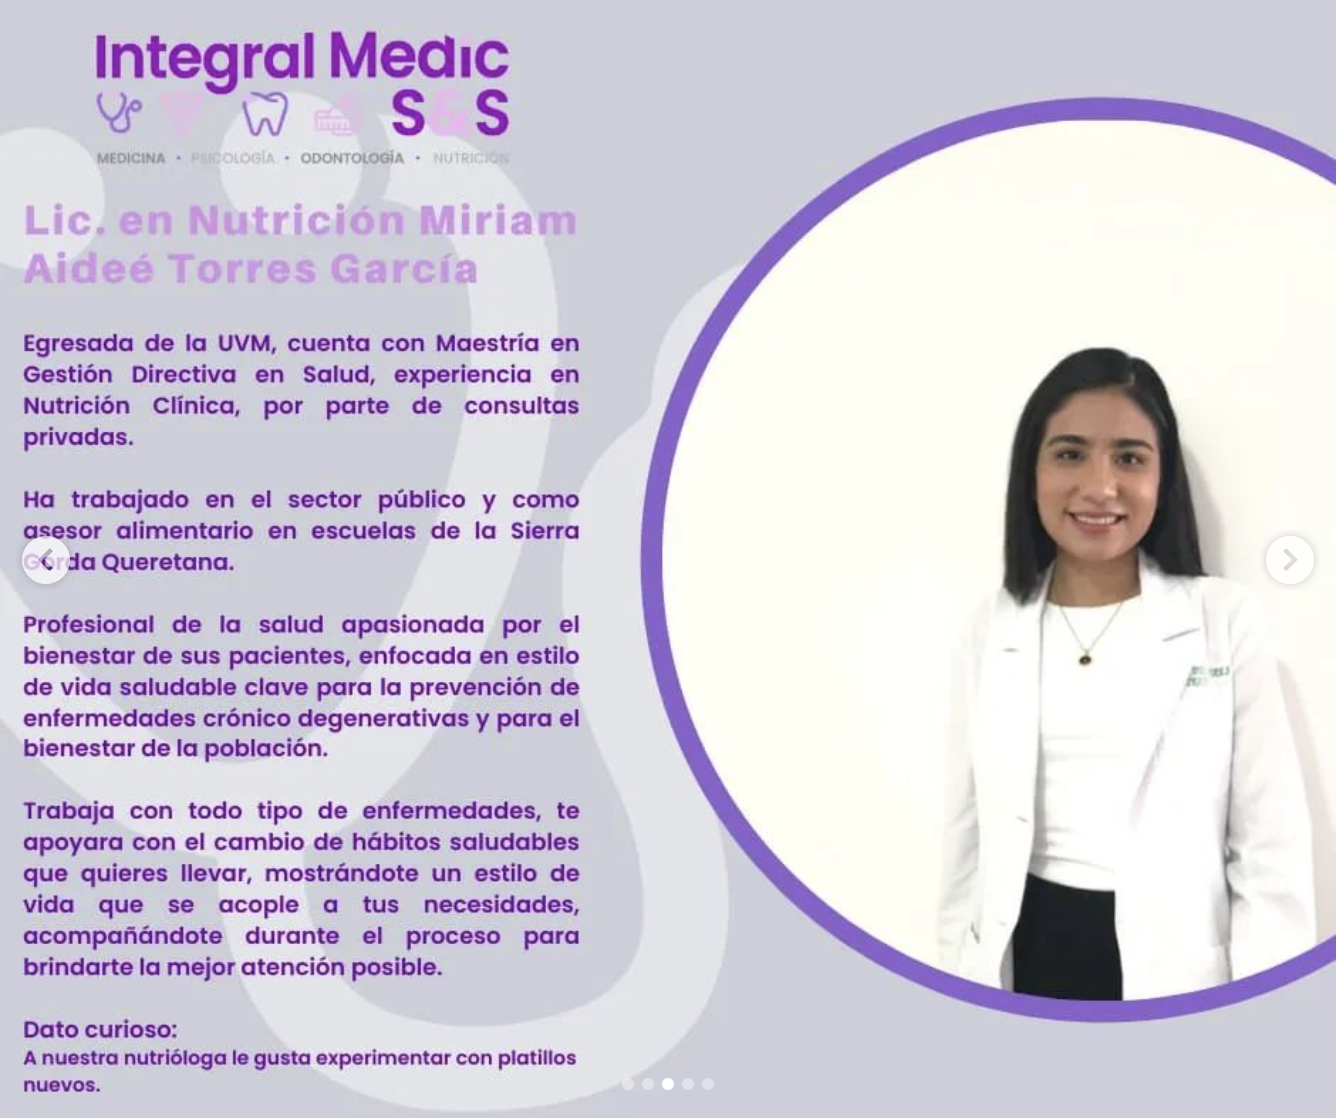 Integral Medic
S&S
MEDICINA • PSICOLOGÍA • ODONTOLOGÍA • NUTRICIÓN
Lic. en Nutrición Miriam
Aideé Torres García
Egresada de la UVM, cuenta con Maestría en
Gestión Directiva en Salud, experiencia en
Nutrición Clínica, por parte de consultas
privadas.
Ha trabajado en el sector público y como
asesor alimentario en escuelas de la Sierra
Gorda Queretana.
Profesional de la salud apasionada por el
bienestar de sus pacientes, enfocada en estilo
de vida saludable clave para la prevención de
enfermedades crónico degenerativas y para el
bienestar de la población.
Trabaja con todo tipo de enfermedades, te
apoyara con el cambio de hábitos saludables
que quieres llevar, mostrándote un estilo de
vida que se acople a tus necesidades,
acompañándote durante el proceso para
brindarte la mejor atención posible.
Dato curioso:
A nuestra nutrióloga le gusta experimentar con platillos
nuevos.